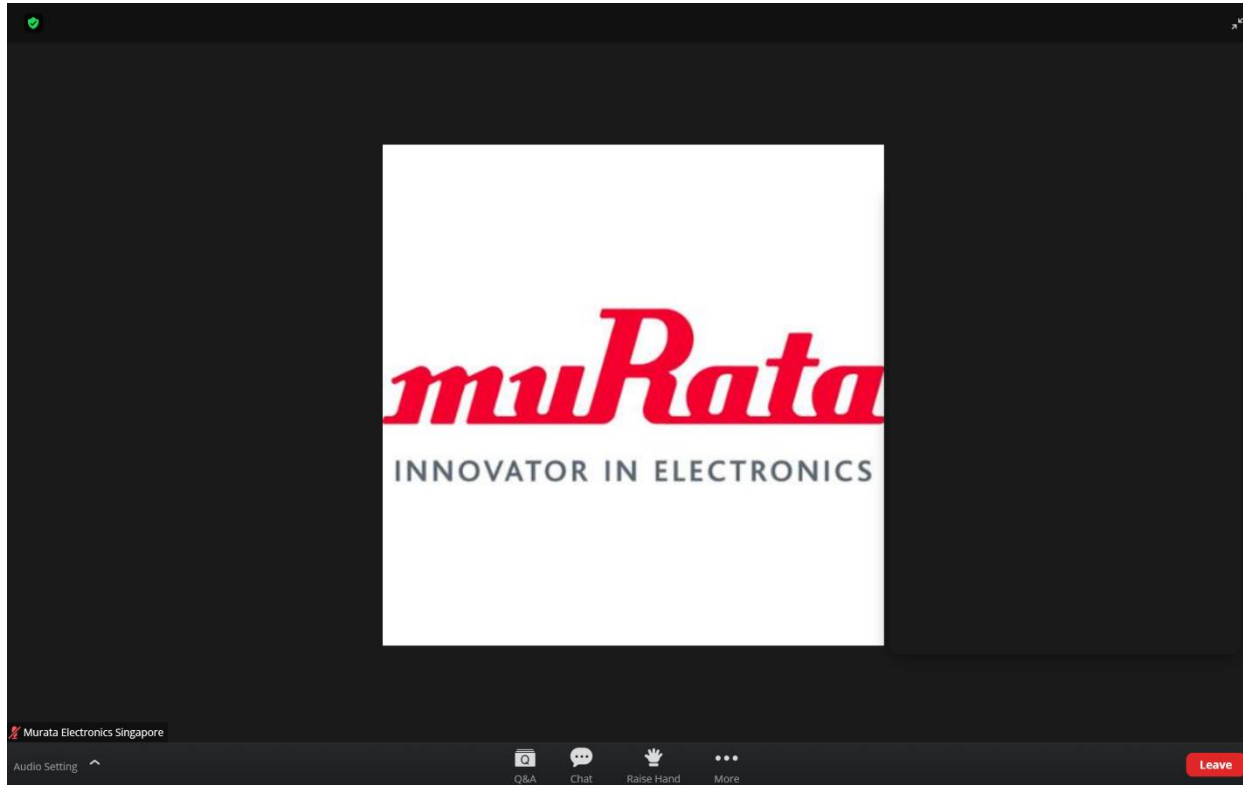 muRata
INNOVATOR IN ELECTRONICS
Murata Electronics Singapore
Audio Setting
Q&A
Chat
Raise Hand
More
Leave